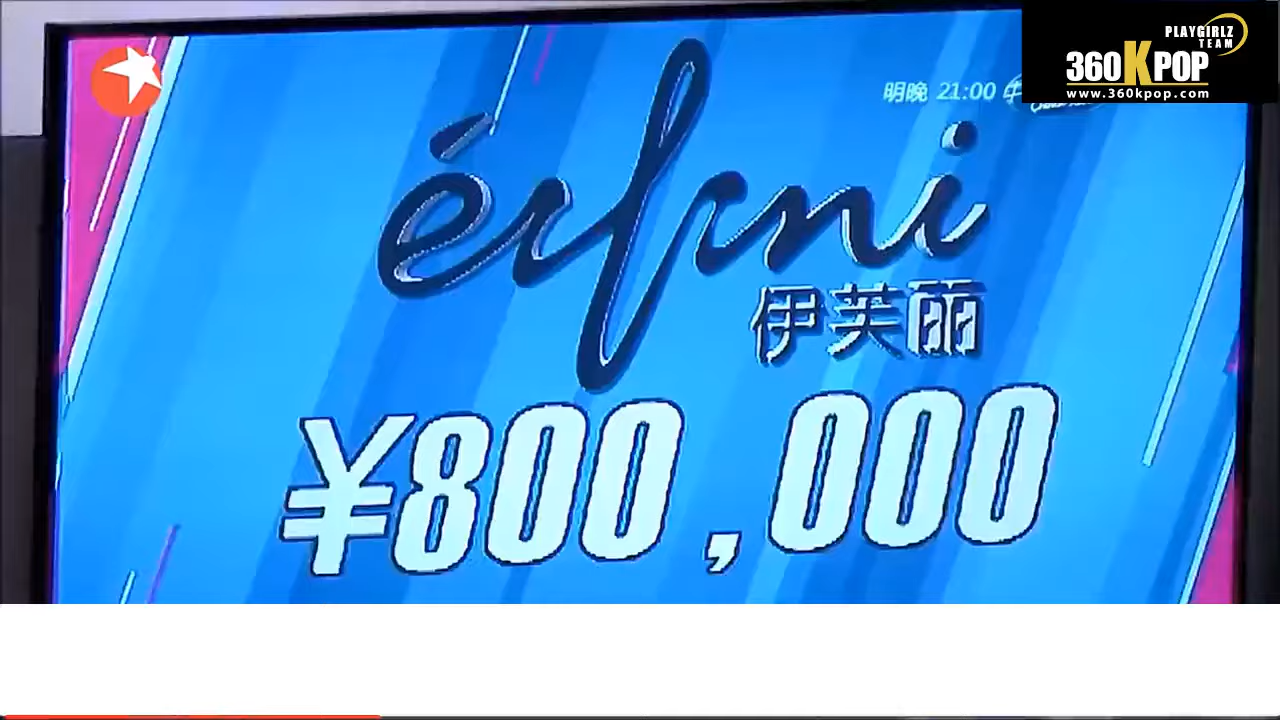 PLAYGIRLZ
TEAM
360KPOP
www.360kpop.com
明晚 21:00
éifini
伊芙丽
¥800,000